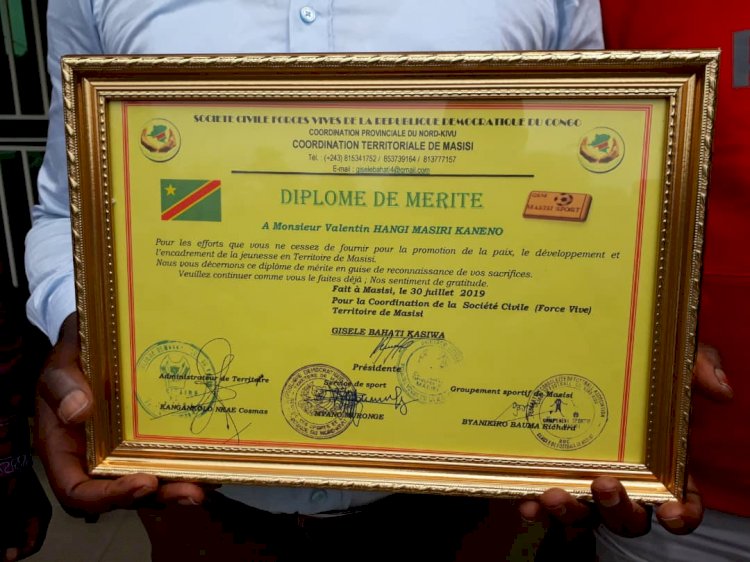 SOCIETE CIVILE FORCES VIVES DE LA REPUBLIQUE DEMOCRATIQUE DU CONGO
COORDINATION PROVINCIALE DU NORD-KIVU
COORDINATION TERRITORIALE DE MASISI
Tél. (+243) 815341752 / 853739164 / 813777157
E-mail : giselebahati4@gmail.com
DIPLOME DE MERITE
MASISI SPORT
A Monsieur Valentin HANGI MASIRI KANENO
Pour les efforts que vous ne cessez de fournir pour la promotion de la paix, le développement et
l'encadrement de la jeunesse en Territoire de Masisi.
Nous vous décernons ce diplôme de mérite en guise de reconnaissance de vos sacrifices.
Veuillez continuer comme vous le faites déjà , Nos sentiment de gratitude.
Fait à Masisi, le 30 juillet 2019
Pour la Coordination de la Société Civile (Force Vive)
Territoire de Masisi
GISELE BAHATI KASIWA
Présidente
Administrateur de Territoire
Service de sport
Groupement sportif de Masisi
Cosmas
BYANIKIRO BAUMA Richard